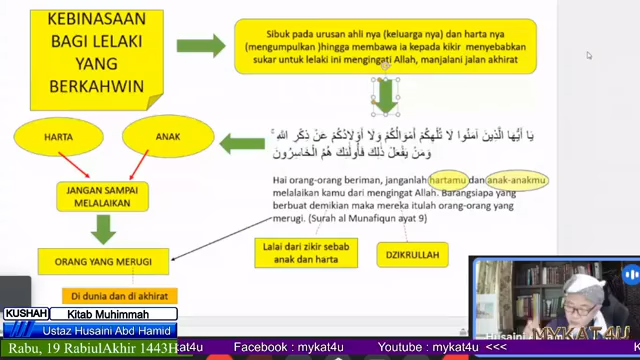 KEBINASAAN
BAGI LELAKI
YANG
BERKAHWIN
Sibuk pada urusan ahli nya (keluarga nya) dan harta nya
(mengumpulkan )hingga membawa ia kepada kikir menyebabkan
sukar untuk lelaki ini mengingati Allah, manjalani jalan akhirat
HARTA
ANAK
يَا أَيُّهَا الَّذِينَ آمَنُوا لَا تُلْهِكُمْ أَمْوَالُكُمْ وَلَا أَوْلَادُكُمْ عَنْ ذِكْرِ اللَّهِ ۚ
وَمَنْ يَفْعَلْ ذَٰلِكَ فَأُولَٰئِكَ هُمُ الْخَاسِرُونَ
JANGAN SAMPAI
MELALAIKAN
Hai orang-orang beriman, janganlah hartamu dan anak-anakmu
melalaikan kamu dari mengingat Allah. Barangsiapa yang
berbuat demikian maka mereka itulah orang-orang yang
merugi. (Surah al Munafiqun ayat 9)
ORANG YANG MERUGI
Lalai dari zikir sebab
anak dan harta
DZIKRULLAH
Di dunia dan di akhirat
KUSHAH
Kitab Muhimmah
Ustaz Husaini Abd Hamid
Husaini
MYKAT4U
Rabu, 19 RabiulAkhir 1443H
kat4u
Facebook : mykat4u
Youtube : mykat4u <<<
K